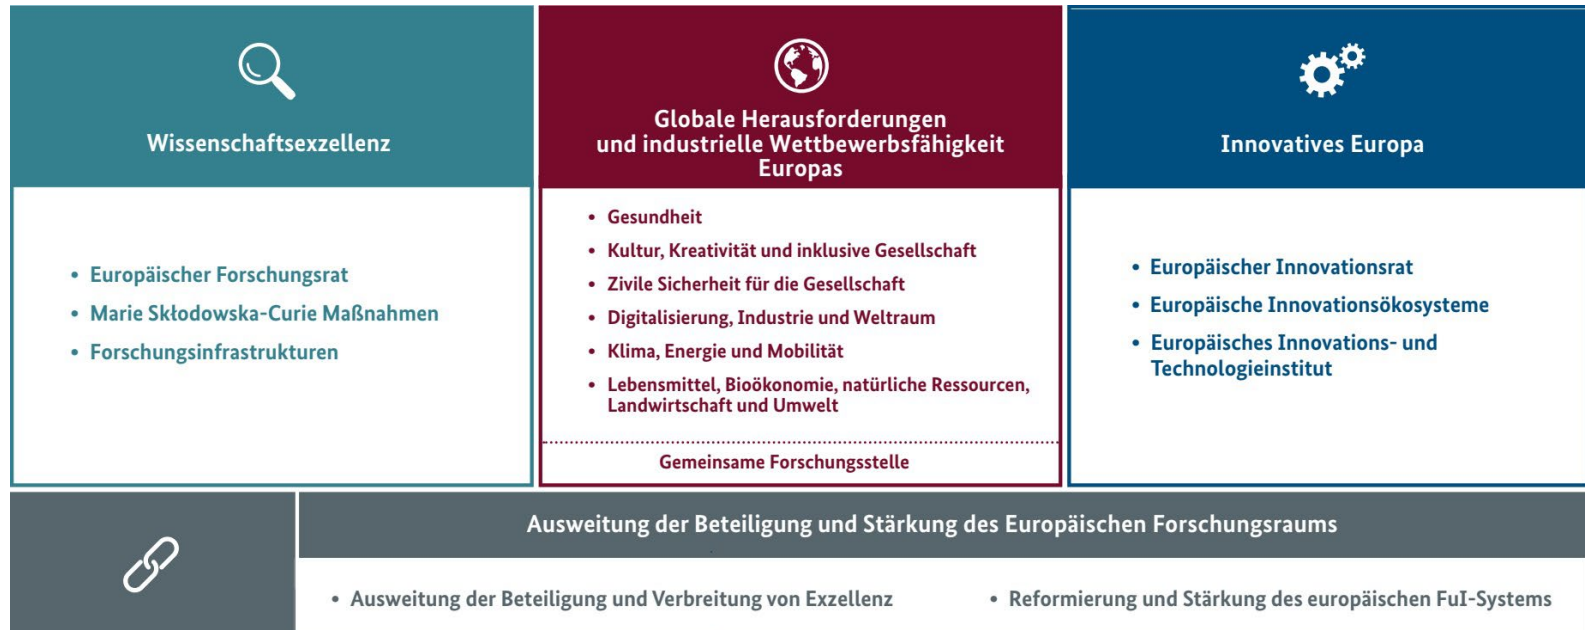 Wissenschaftsexzellenz
• Europäischer Forschungsrat
• Marie Skłodowska-Curie Maßnahmen
• Forschungsinfrastrukturen
Globale Herausforderungen
und industrielle Wettbewerbsfähigkeit
Europas
• Gesundheit
• Kultur, Kreativität und inklusive Gesellschaft
• Zivile Sicherheit für die Gesellschaft
• Digitalisierung, Industrie und Weltraum
• Klima, Energie und Mobilität
• Lebensmittel, Bioökonomie, natürliche Ressourcen,
Landwirtschaft und Umwelt
Gemeinsame Forschungsstelle
Innovatives Europa
• Europäischer Innovationsrat
• Europäische Innovationsökosysteme
• Europäisches Innovations- und
Technologieinstitut
Ausweitung der Beteiligung und Stärkung des Europäischen Forschungsraums
• Ausweitung der Beteiligung und Verbreitung von Exzellenz
• Reformierung und Stärkung des europäischen FuI-Systems